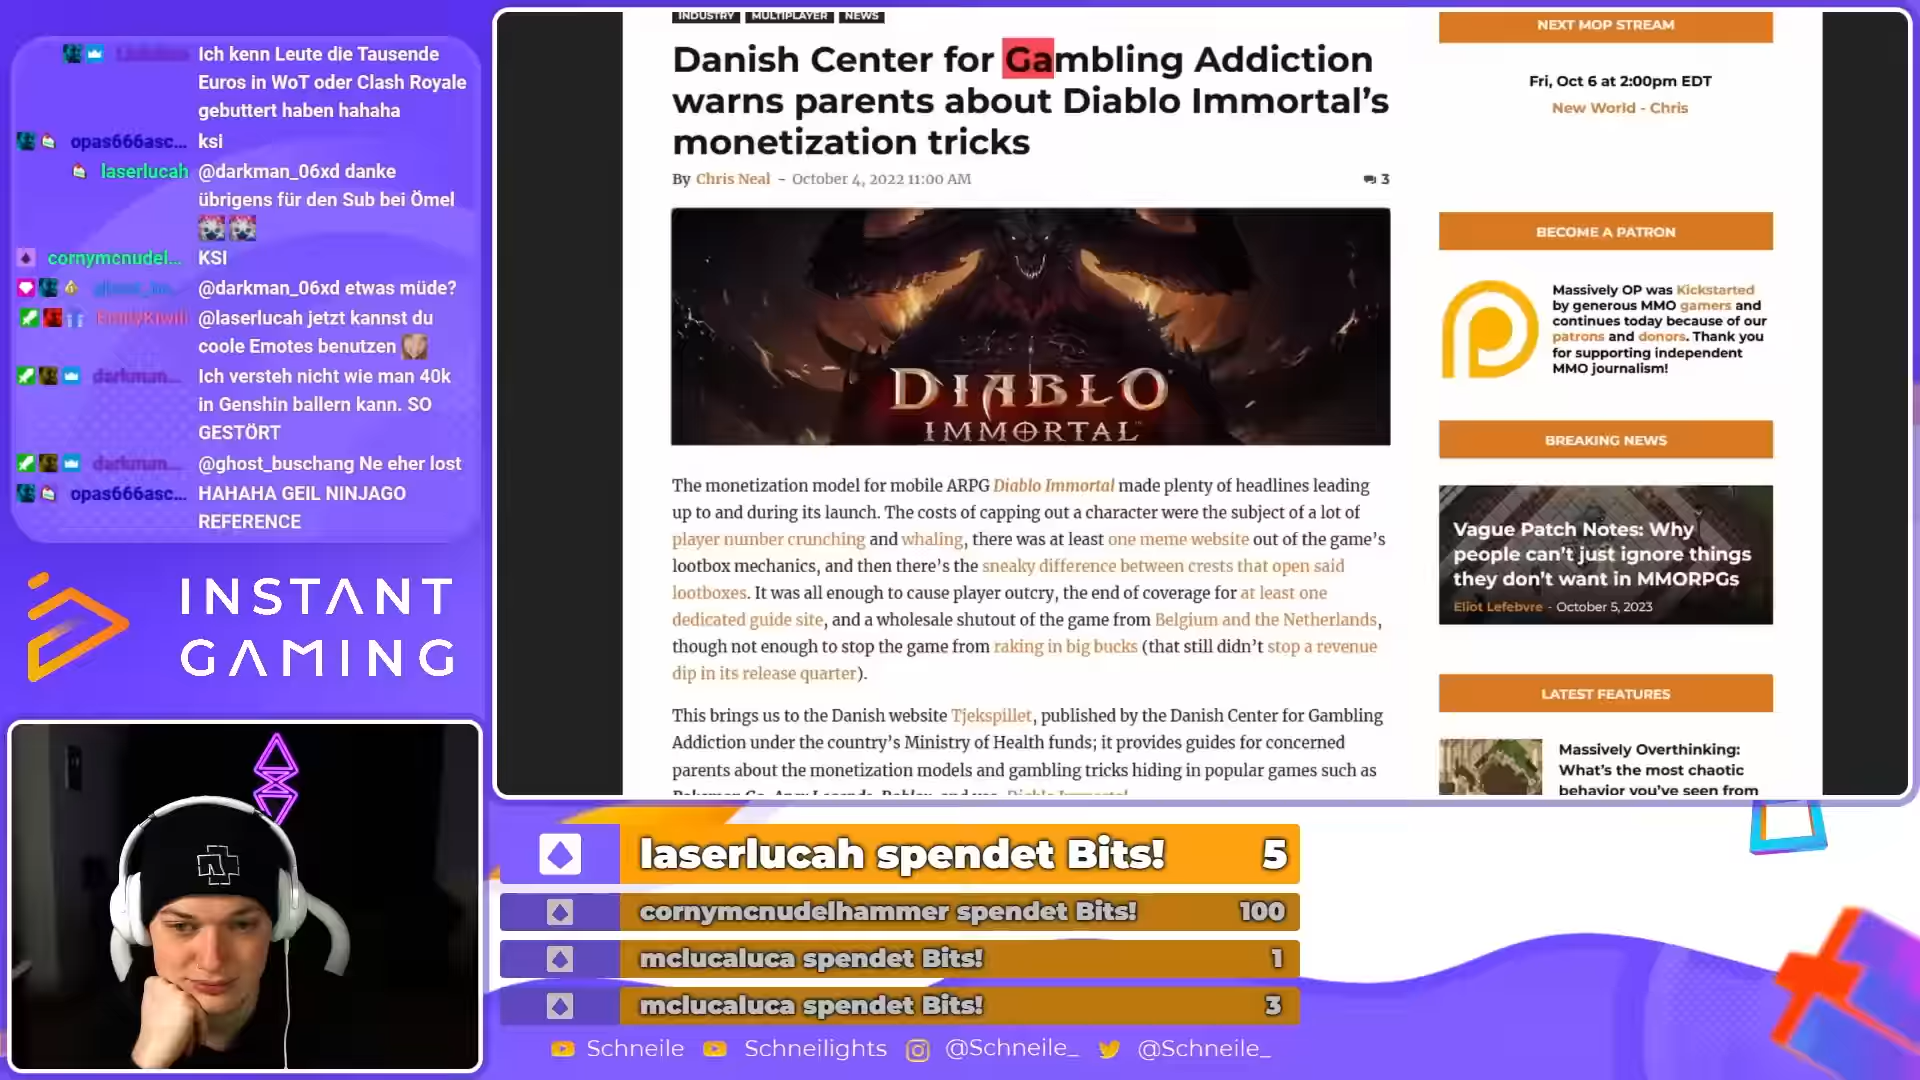 Ich kenn Leute die Tausende
Euros in WoT oder Clash Royale
gebuttert haben hahaha
opas666asc... ksi
laserlucah @darkman_06xd danke
übrigens für den Sub bei Ömel
cornymcnudel... KSI
@darkman_06xd etwas müde?
EmilyKiwiii @laserlucah jetzt kannst du
coole Emotes benutzen
darkman... Ich versteh nicht wie man 40k
in Genshin ballern kann. SO
GESTÖRT
darkman... @ghost_buschang Ne eher lost
opas666asc... HAHAHA GEIL NINJAGO
REFERENCE
INSTANT
GAMING
INDUSTRY MULTIPLAYER NEWS
Danish Center for Gambling Addiction
warns parents about Diablo Immortal’s
monetization tricks
By Chris Neal - October 4, 2022 11:00 AM 3
DIABLO
IMMORTAL
The monetization model for mobile ARPG Diablo Immortal made plenty of headlines leading
up to and during its launch. The costs of capping out a character were the subject of a lot of
player number crunching and whaling, there was at least one meme website out of the game’s
lootbox mechanics, and then there’s the sneaky difference between crests that open said
lootboxes. It was all enough to cause player outcry, the end of coverage for at least one
dedicated guide site, and a wholesale shutout of the game from Belgium and the Netherlands,
though not enough to stop the game from raking in big bucks (that still didn’t stop a revenue
dip in its release quarter).
This brings us to the Danish website Tjekspillet, published by the Danish Center for Gambling
Addiction under the country’s Ministry of Health funds; it provides guides for concerned
parents about the monetization models and gambling tricks hiding in popular games such as
Pokemon Go, Apex Legends, Roblox, and yes, Diablo Immortal.
NEXT MOP STREAM
Fri, Oct 6 at 2:00pm EDT
New World - Chris
BECOME A PATRON
Massively OP was Kickstarted
by generous MMO gamers and
continues today because of our
patrons and donors. Thank you
for supporting independent
MMO journalism!
BREAKING NEWS
Vague Patch Notes: Why
people can’t just ignore things
they don’t want in MMORPGs
Eliot Lefebvre - October 5, 2023
LATEST FEATURES
Massively Overthinking:
What’s the most chaotic
behavior you’ve seen from
laserlucah spendet Bits! 5
cornymcnudelhammer spendet Bits! 100
mclucaluca spendet Bits! 1
mclucaluca spendet Bits! 3
Schneile Schneilights @Schneile_ @Schneile_